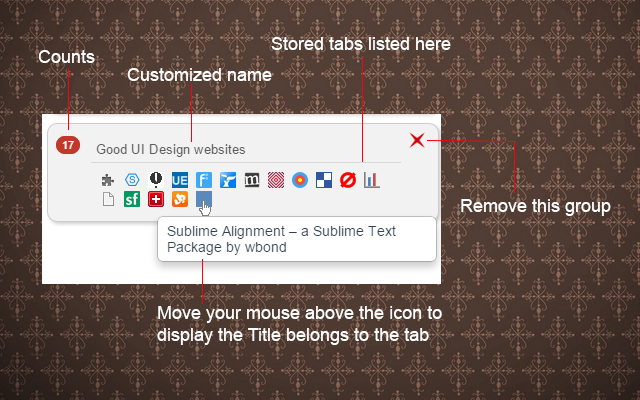 Stored tabs listed here
Counts
Customized name
17
Good UI Design websites
UE
f
m
sf
Remove this group
Sublime Alignment – a Sublime Text
Package by wbond
Move your mouse above the icon to
display the Title belongs to the tab